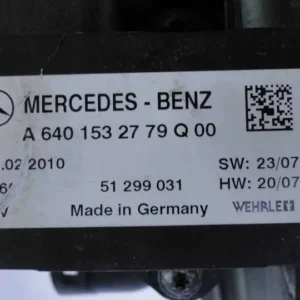 MERCEDES - BENZ
A 640 153 27 79 Q 00
.02 2010 SW: 23/07
51 299 031 HW: 20/07
V Made in Germany WEHRLE